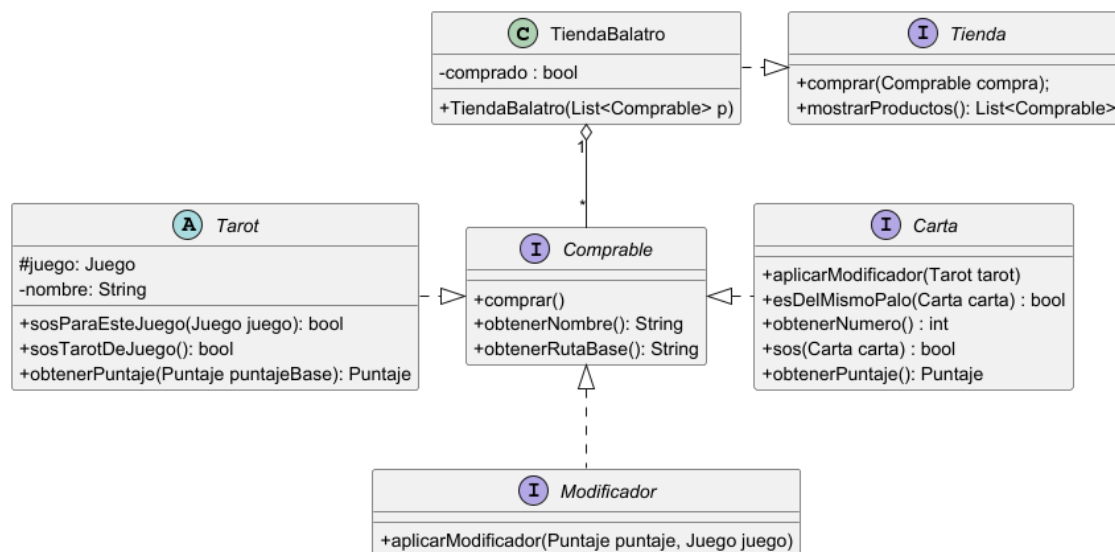 C TiendaBalatro
-comprado : bool
+TiendaBalatro(List<Comprable> p)
I Tienda
+comprar(Comprable compra);
+mostrarProductos(): List<Comprable>
1
*
A Tarot
#juego: Juego
-nombre: String
+sosParaEsteJuego(Juego juego): bool
+sosTarotDeJuego(): bool
+obtenerPuntaje(Puntaje puntajeBase): Puntaje
I Comprable
+comprar()
+obtenerNombre(): String
+obtenerRutaBase(): String
I Carta
+aplicarModificador(Tarot tarot)
+esDelMismoPalo(Carta carta) : bool
+obtenerNumero() : int
+sos(Carta carta) : bool
+obtenerPuntaje(): Puntaje
I Modificador
+aplicarModificador(Puntaje puntaje, Juego juego)